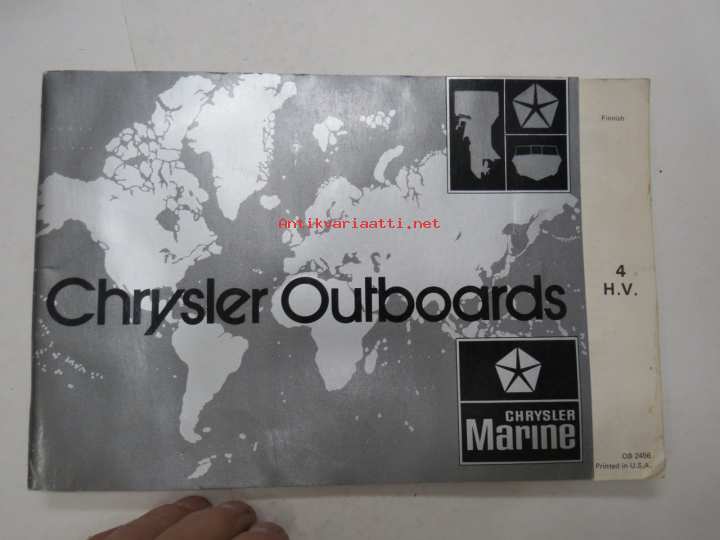 Finnish
Antikvariaatti.net
4
H.V.
Chrysler Outboards
CHRYSLER
Marine
OB 2456
Printed in U.S.A.